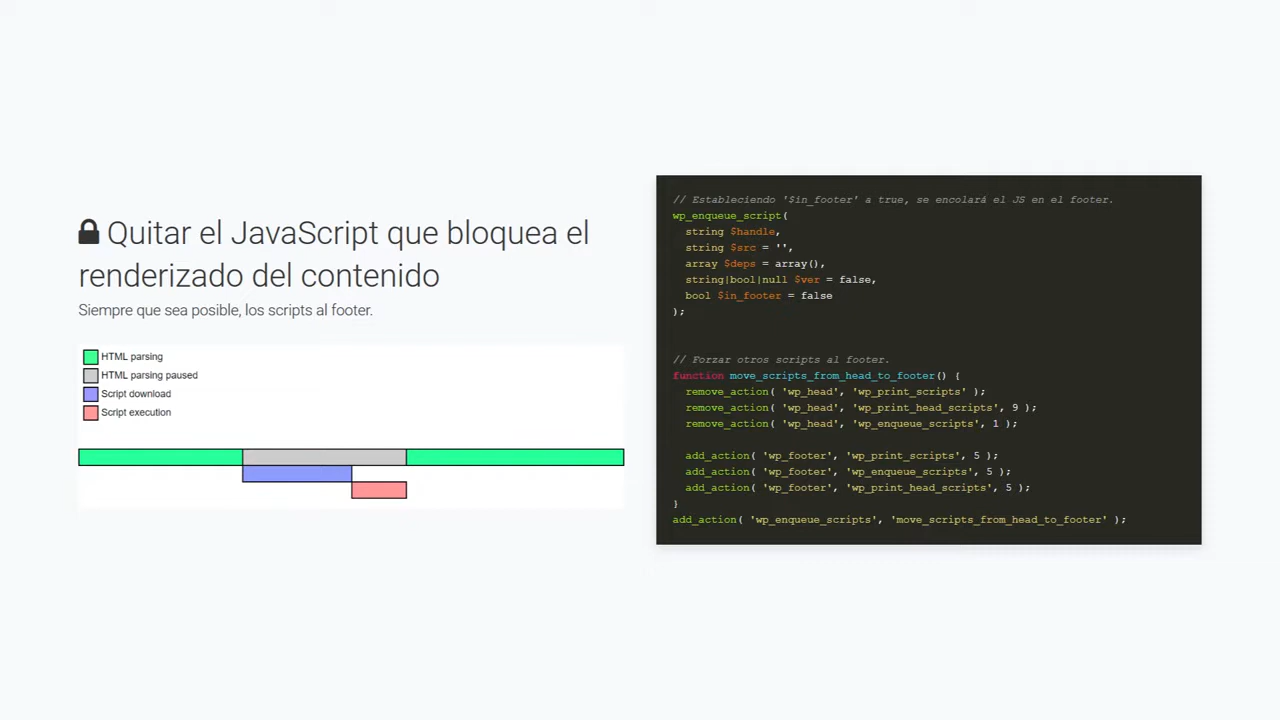 Quitar el JavaScript que bloquea el
renderizado del contenido
Siempre que sea posible, los scripts al footer.
HTML parsing
HTML parsing paused
Script download
Script execution
// Estableciendo '$in_footer' a true, se encolará el JS en el footer.
wp_enqueue_script(
  string $handle,
  string $src = '',
  array $deps = array(),
  string|bool|null $ver = false,
  bool $in_footer = false
);
// Forzar otros scripts al footer.
function move_scripts_from_head_to_footer() {
  remove_action( 'wp_head', 'wp_print_scripts' );
  remove_action( 'wp_head', 'wp_print_head_scripts', 9 );
  remove_action( 'wp_head', 'wp_enqueue_scripts', 1 );
  add_action( 'wp_footer', 'wp_print_scripts', 5 );
  add_action( 'wp_footer', 'wp_enqueue_scripts', 5 );
  add_action( 'wp_footer', 'wp_print_head_scripts', 5 );
}
add_action( 'wp_enqueue_scripts', 'move_scripts_from_head_to_footer' );